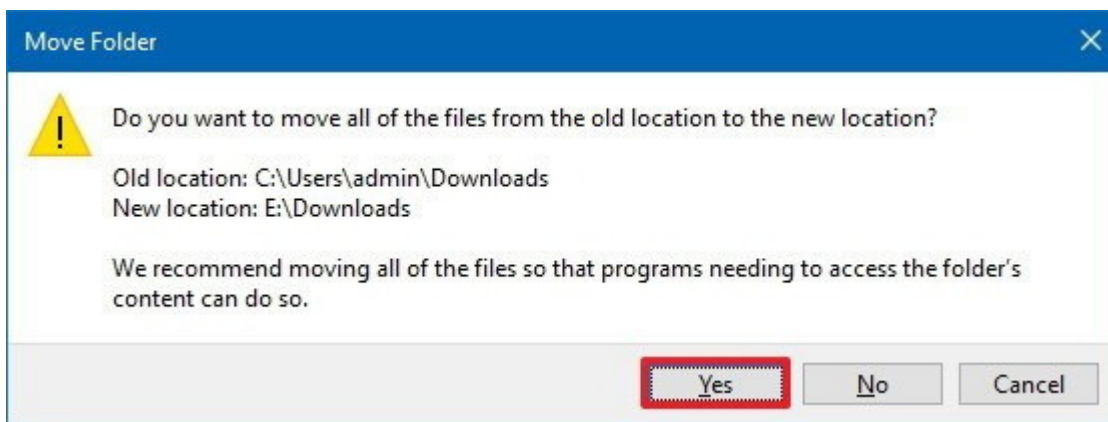 Move Folder
Do you want to move all of the files from the old location to the new location?
Old location: C:\Users\admin\Downloads
New location: E:\Downloads
We recommend moving all of the files so that programs needing to access the folder's
content can do so.
Yes No Cancel